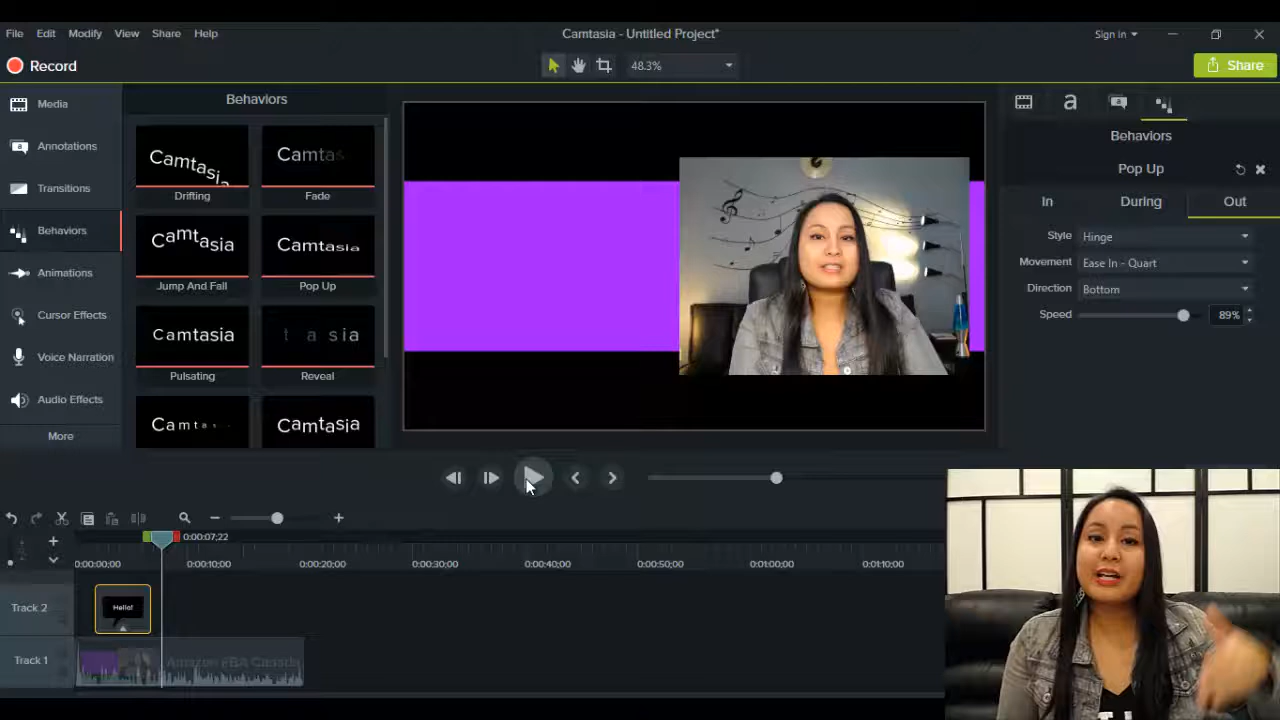 File Edit Modify View Share Help
Camtasia - Untitled Project*
Sign in
Record
48.3%
Share
Media
Annotations
Transitions
Behaviors
Animations
Cursor Effects
Voice Narration
Audio Effects
More
Behaviors
Camtasia
Camtas
Drifting
Fade
Camtasia
Camtasia
Jump And Fall
Pop Up
Camtasia
t a sia
Pulsating
Reveal
Camtas
Camtasia
a
Behaviors
Pop Up
In During Out
Style Hinge
Movement Ease In - Quart
Direction Bottom
Speed 89%
0:00:07;22
0:00:00;00 0:00:10;00 0:00:20;00 0:00:30;00 0:00:40;00 0:00:50;00 0:01:00;00 0:01:10;00
Track 2
Hello!
Track 1
Amazon FBA Canada